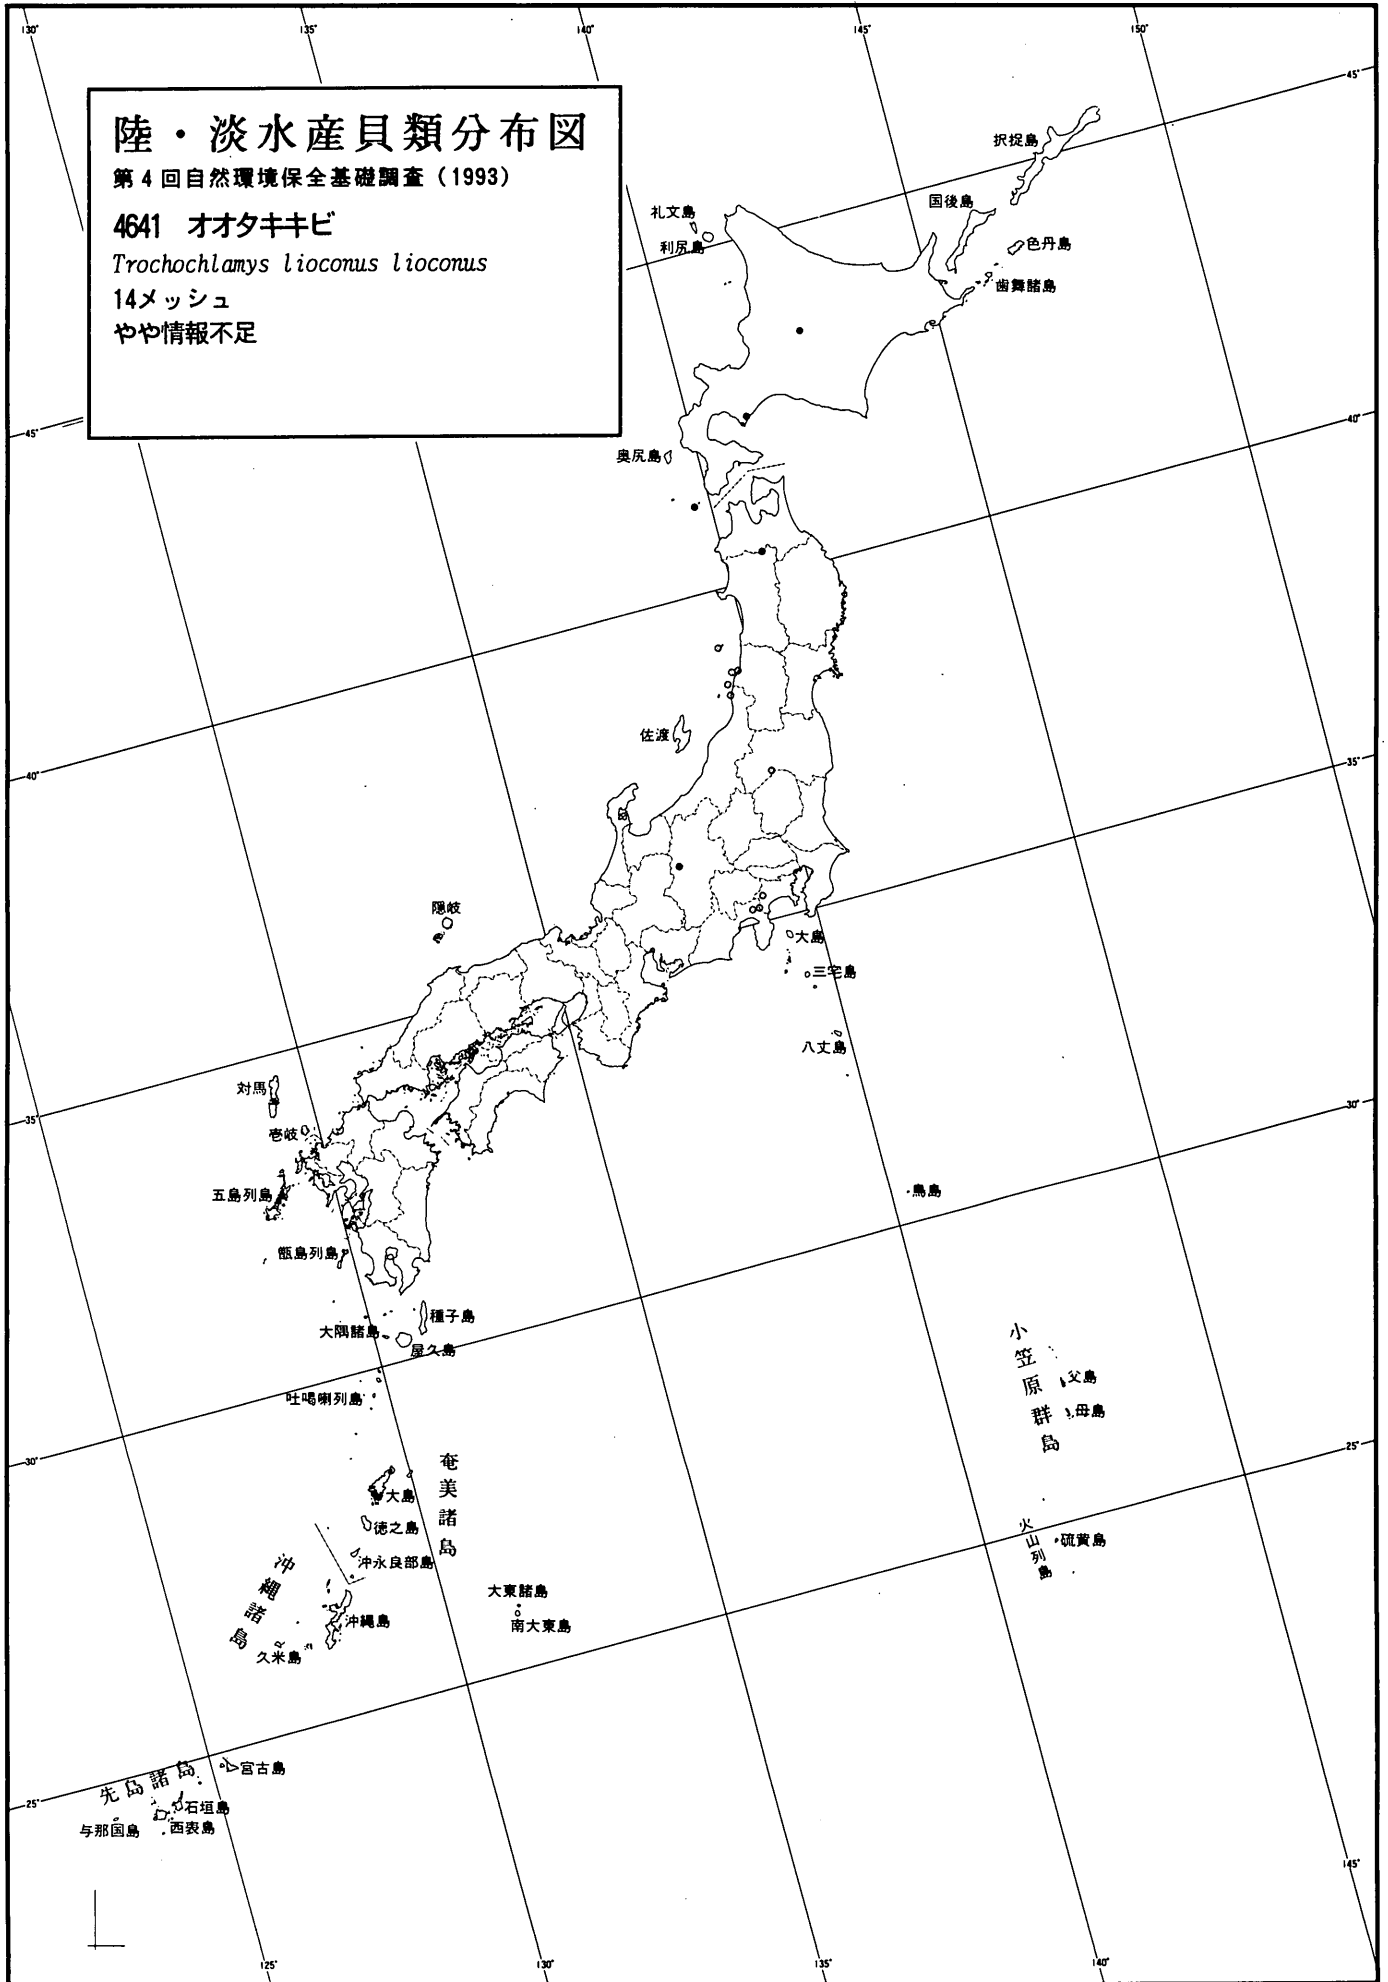 130°
135°
140°
145°
150°
陸・淡水産貝類分布図
第4回自然環境保全基礎調査（1993）
4641 オオタキキビ
Trochochlamys lioconus lioconus
14メッシュ
やや情報不足
45°
択捉島
国後島
色丹島
歯舞諸島
礼文島
利尻島
45°
40°
奥尻島
佐渡
40°
35°
隠岐
大島
三宅島
八丈島
対馬
壱岐
35°
30°
五島列島
甑島列島
鳥島
種子島
大隅諸島
屋久島
吐噶喇列島
小笠原群島
父島
母島
30°
25°
奄美諸島
大島
徳之島
沖永良部島
火山列島
硫黄島
沖縄諸島
沖縄島
久米島
大東諸島
南大東島
先島諸島
宮古島
石垣島
西表島
与那国島
25°
145°
125°
130°
135°
140°